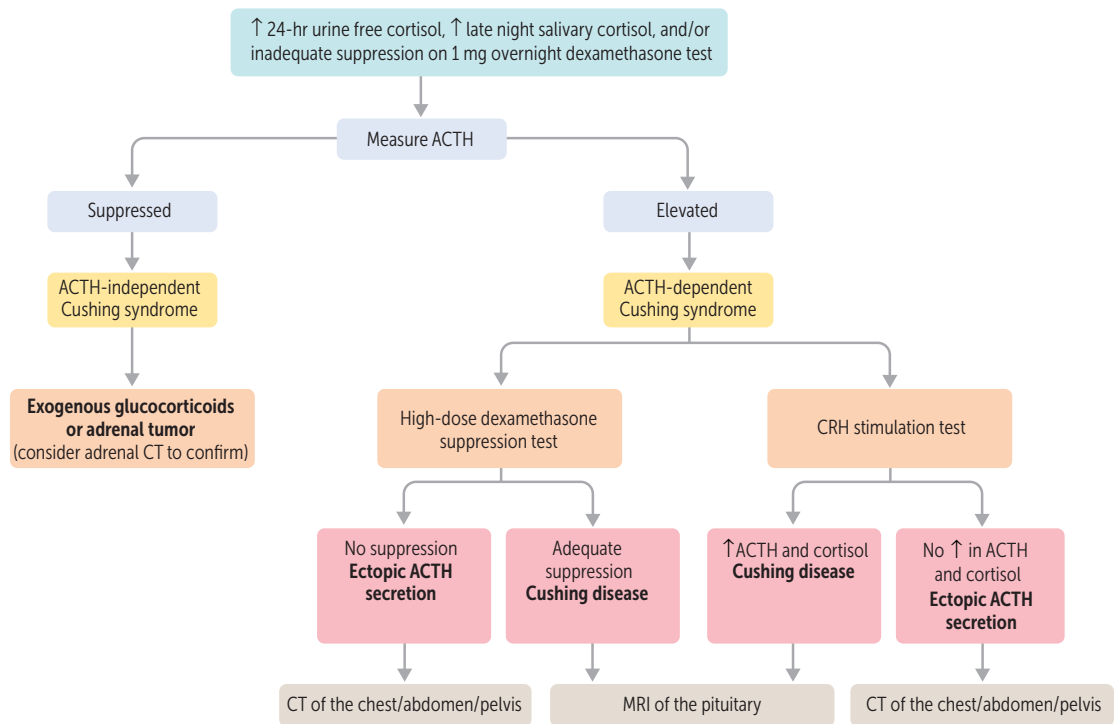 ↑ 24-hr urine free cortisol, ↑ late night salivary cortisol, and/or
inadequate suppression on 1 mg overnight dexamethasone test
Measure ACTH
Suppressed
Elevated
ACTH-independent
Cushing syndrome
ACTH-dependent
Cushing syndrome
Exogenous glucocorticoids
or adrenal tumor
(consider adrenal CT to confirm)
High-dose dexamethasone
suppression test
CRH stimulation test
No suppression
Ectopic ACTH
secretion
Adequate
suppression
Cushing disease
↑ ACTH and cortisol
Cushing disease
No ↑ in ACTH
and cortisol
Ectopic ACTH
secretion
CT of the chest/abdomen/pelvis
MRI of the pituitary
CT of the chest/abdomen/pelvis